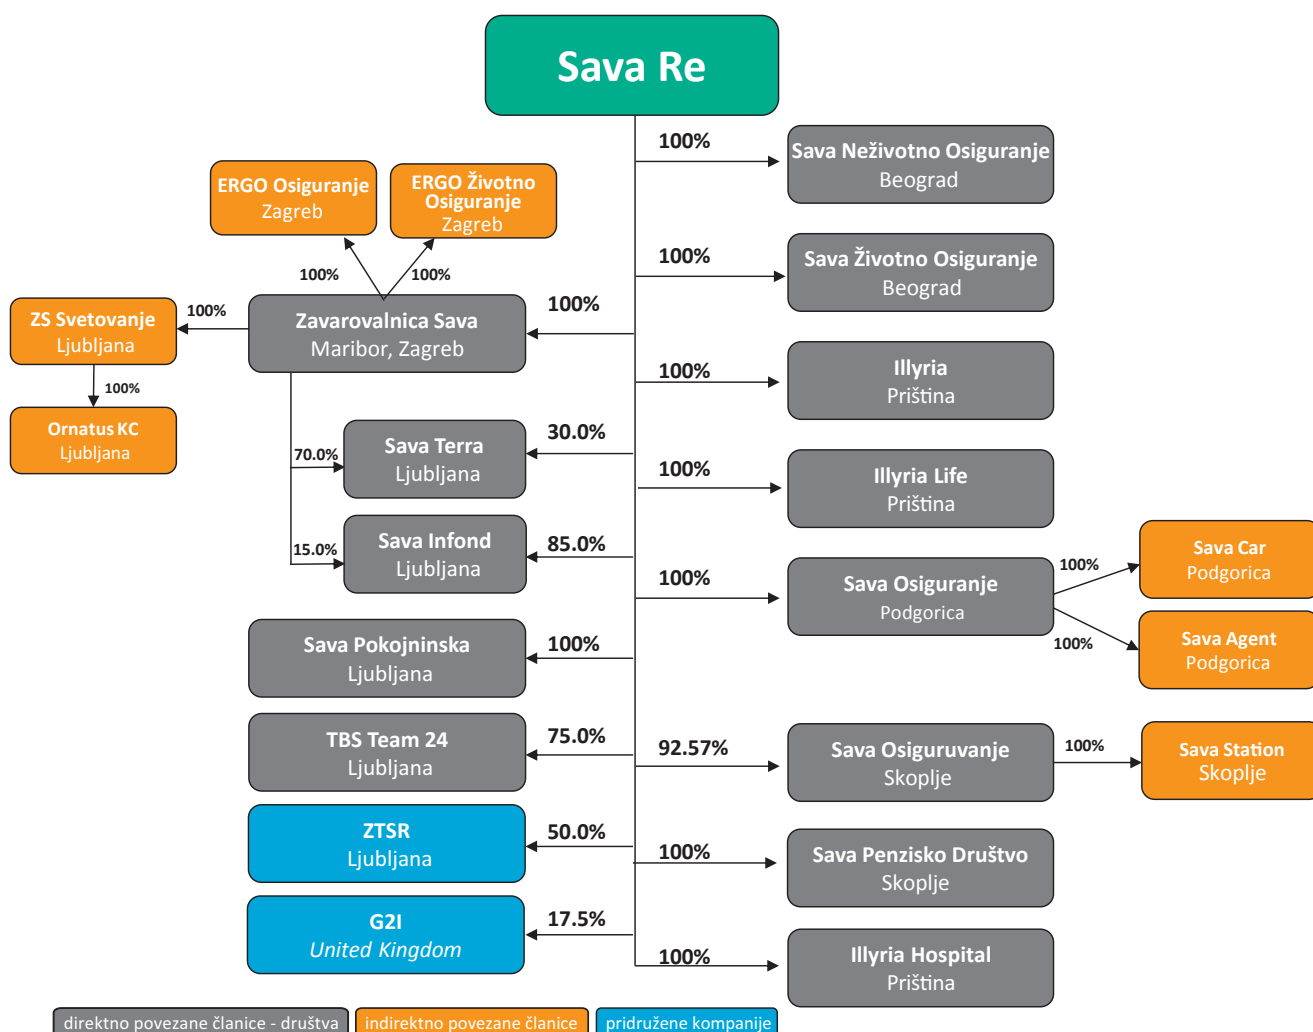 Sava Re
100%
Sava Neživotno Osiguranje
Beograd
ERGO Osiguranje
Zagreb
ERGO Životno
Osiguranje
Zagreb
100%
Sava Životno Osiguranje
Beograd
100%
100%
100%
ZS Svetovanje
Ljubljana
100%
Zavarovalnica Sava
Maribor, Zagreb
100%
Illyria
Priština
100%
Ornatus KC
Ljubljana
70.0%
Sava Terra
Ljubljana
30.0%
100%
Illyria Life
Priština
15.0%
Sava Infond
Ljubljana
85.0%
100%
Sava Osiguranje
Podgorica
100%
Sava Car
Podgorica
100%
Sava Agent
Podgorica
Sava Pokojninska
Ljubljana
100%
TBS Team 24
Ljubljana
75.0%
92.57%
Sava Osiguruvanje
Skoplje
100%
Sava Station
Skoplje
ZTSR
Ljubljana
50.0%
100%
Sava Penzisko Društvo
Skoplje
G2I
United Kingdom
17.5%
100%
Illyria Hospital
Priština
direktno povezane članice - društva
indirektno povezane članice
pridružene kompanije